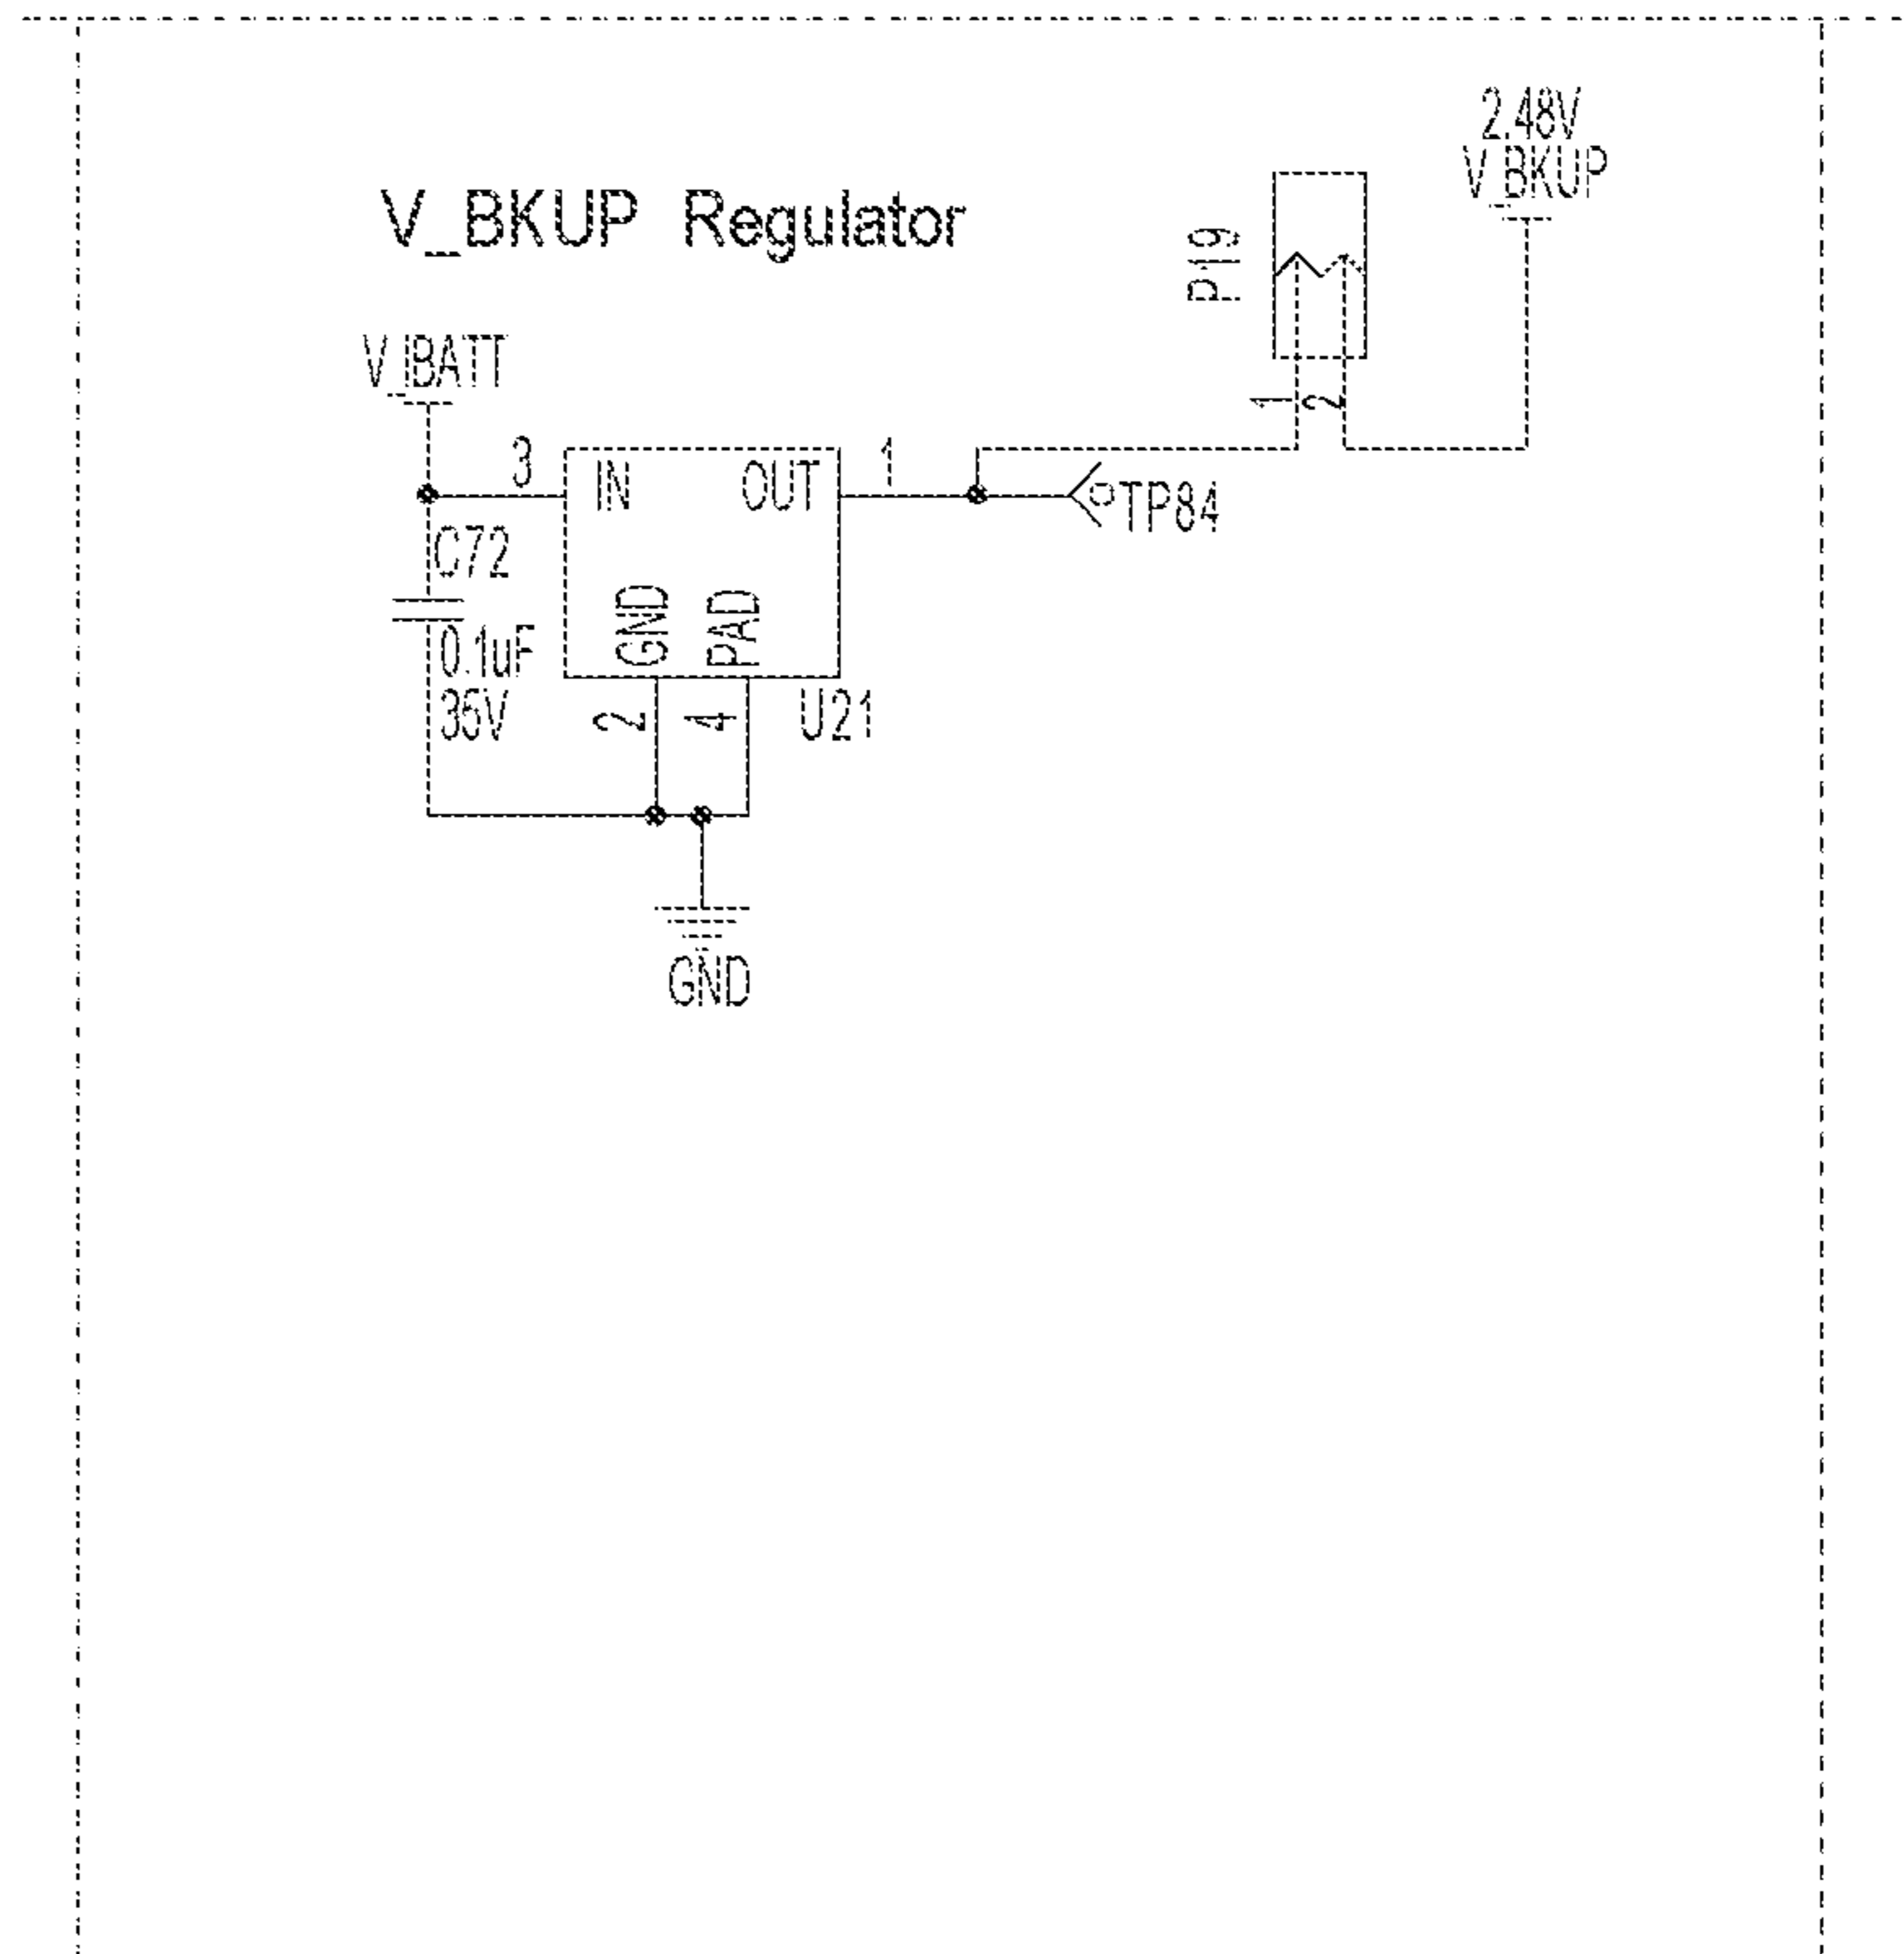 2.48V
V_BKUP
V_BKUP Regulator
P19
V_IBATT
1
2
3
IN
OUT
1
TP84
C72
0.1uF
35V
GND
PAD
2
4
U21
GND